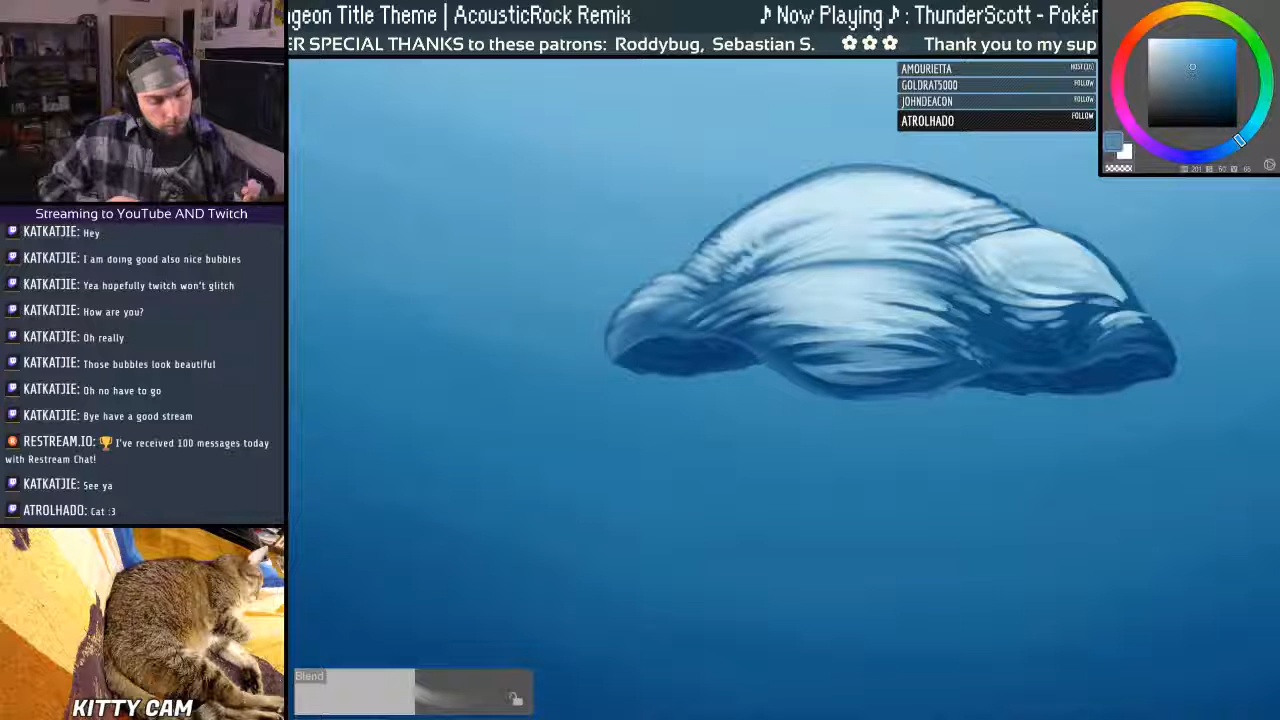 ngeon Title Theme | AcousticRock Remix ♪ Now Playing ♪ : ThunderScott - Pokér
ER SPECIAL THANKS to these patrons: Roddybug, Sebastian S. ✿ ✿ ✿ Thank you to my sup
AMOURIETTA HOST (16)
GOLDRAT5000 FOLLOW
JOHNDEACON FOLLOW
ATROLHADO FOLLOW
Streaming to YouTube AND Twitch
KATKATJIE: Hey
KATKATJIE: I am doing good also nice bubbles
KATKATJIE: Yea hopefully twitch won't glitch
KATKATJIE: How are you?
KATKATJIE: Oh really
KATKATJIE: Those bubbles look beautiful
KATKATJIE: Oh no have to go
KATKATJIE: Bye have a good stream
RESTREAM.IO: 🏆 I've received 100 messages today
with Restream Chat!
KATKATJIE: See ya
ATROLHADO: Cat :3
KITTY CAM
Blend